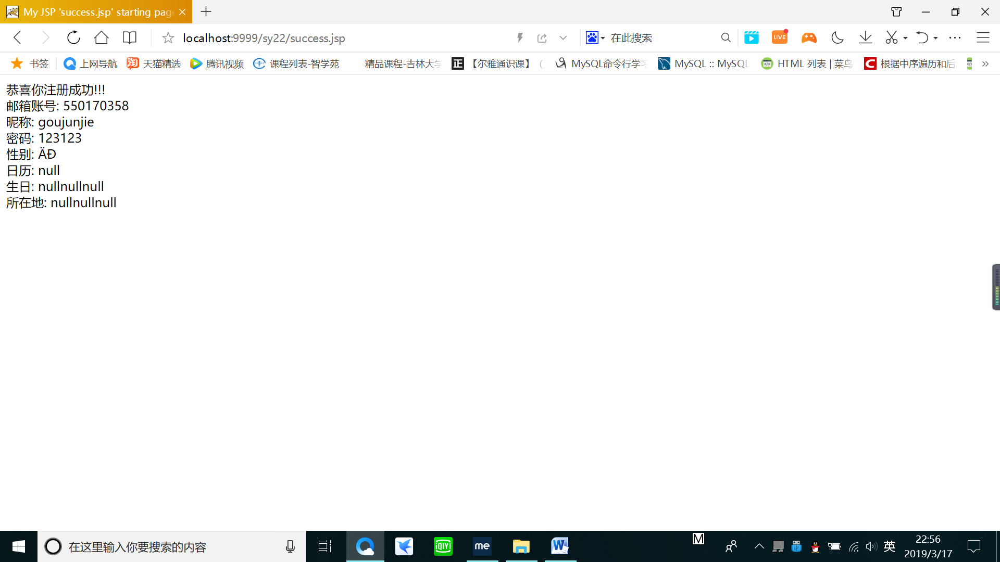 My JSP 'success.jsp' starting pag
localhost:9999/sy22/success.jsp
在此搜索
LIVE
书签
上网导航
天猫精选
腾讯视频
课程列表-智学苑
精品课程-吉林大学
正
【尔雅通识课】 (
MySQL命令行学习
MySQL :: MySQL
HTML 列表 | 菜鸟
根据中序遍历和后
恭喜你注册成功!!!
邮箱账号: 550170358
昵称: goujunjie
密码: 123123
性别: ÄÐ
日历: null
生日: nullnullnull
所在地: nullnullnull
在这里输入你要搜索的内容
iQIYI
me
W
M
英
22:56
2019/3/17